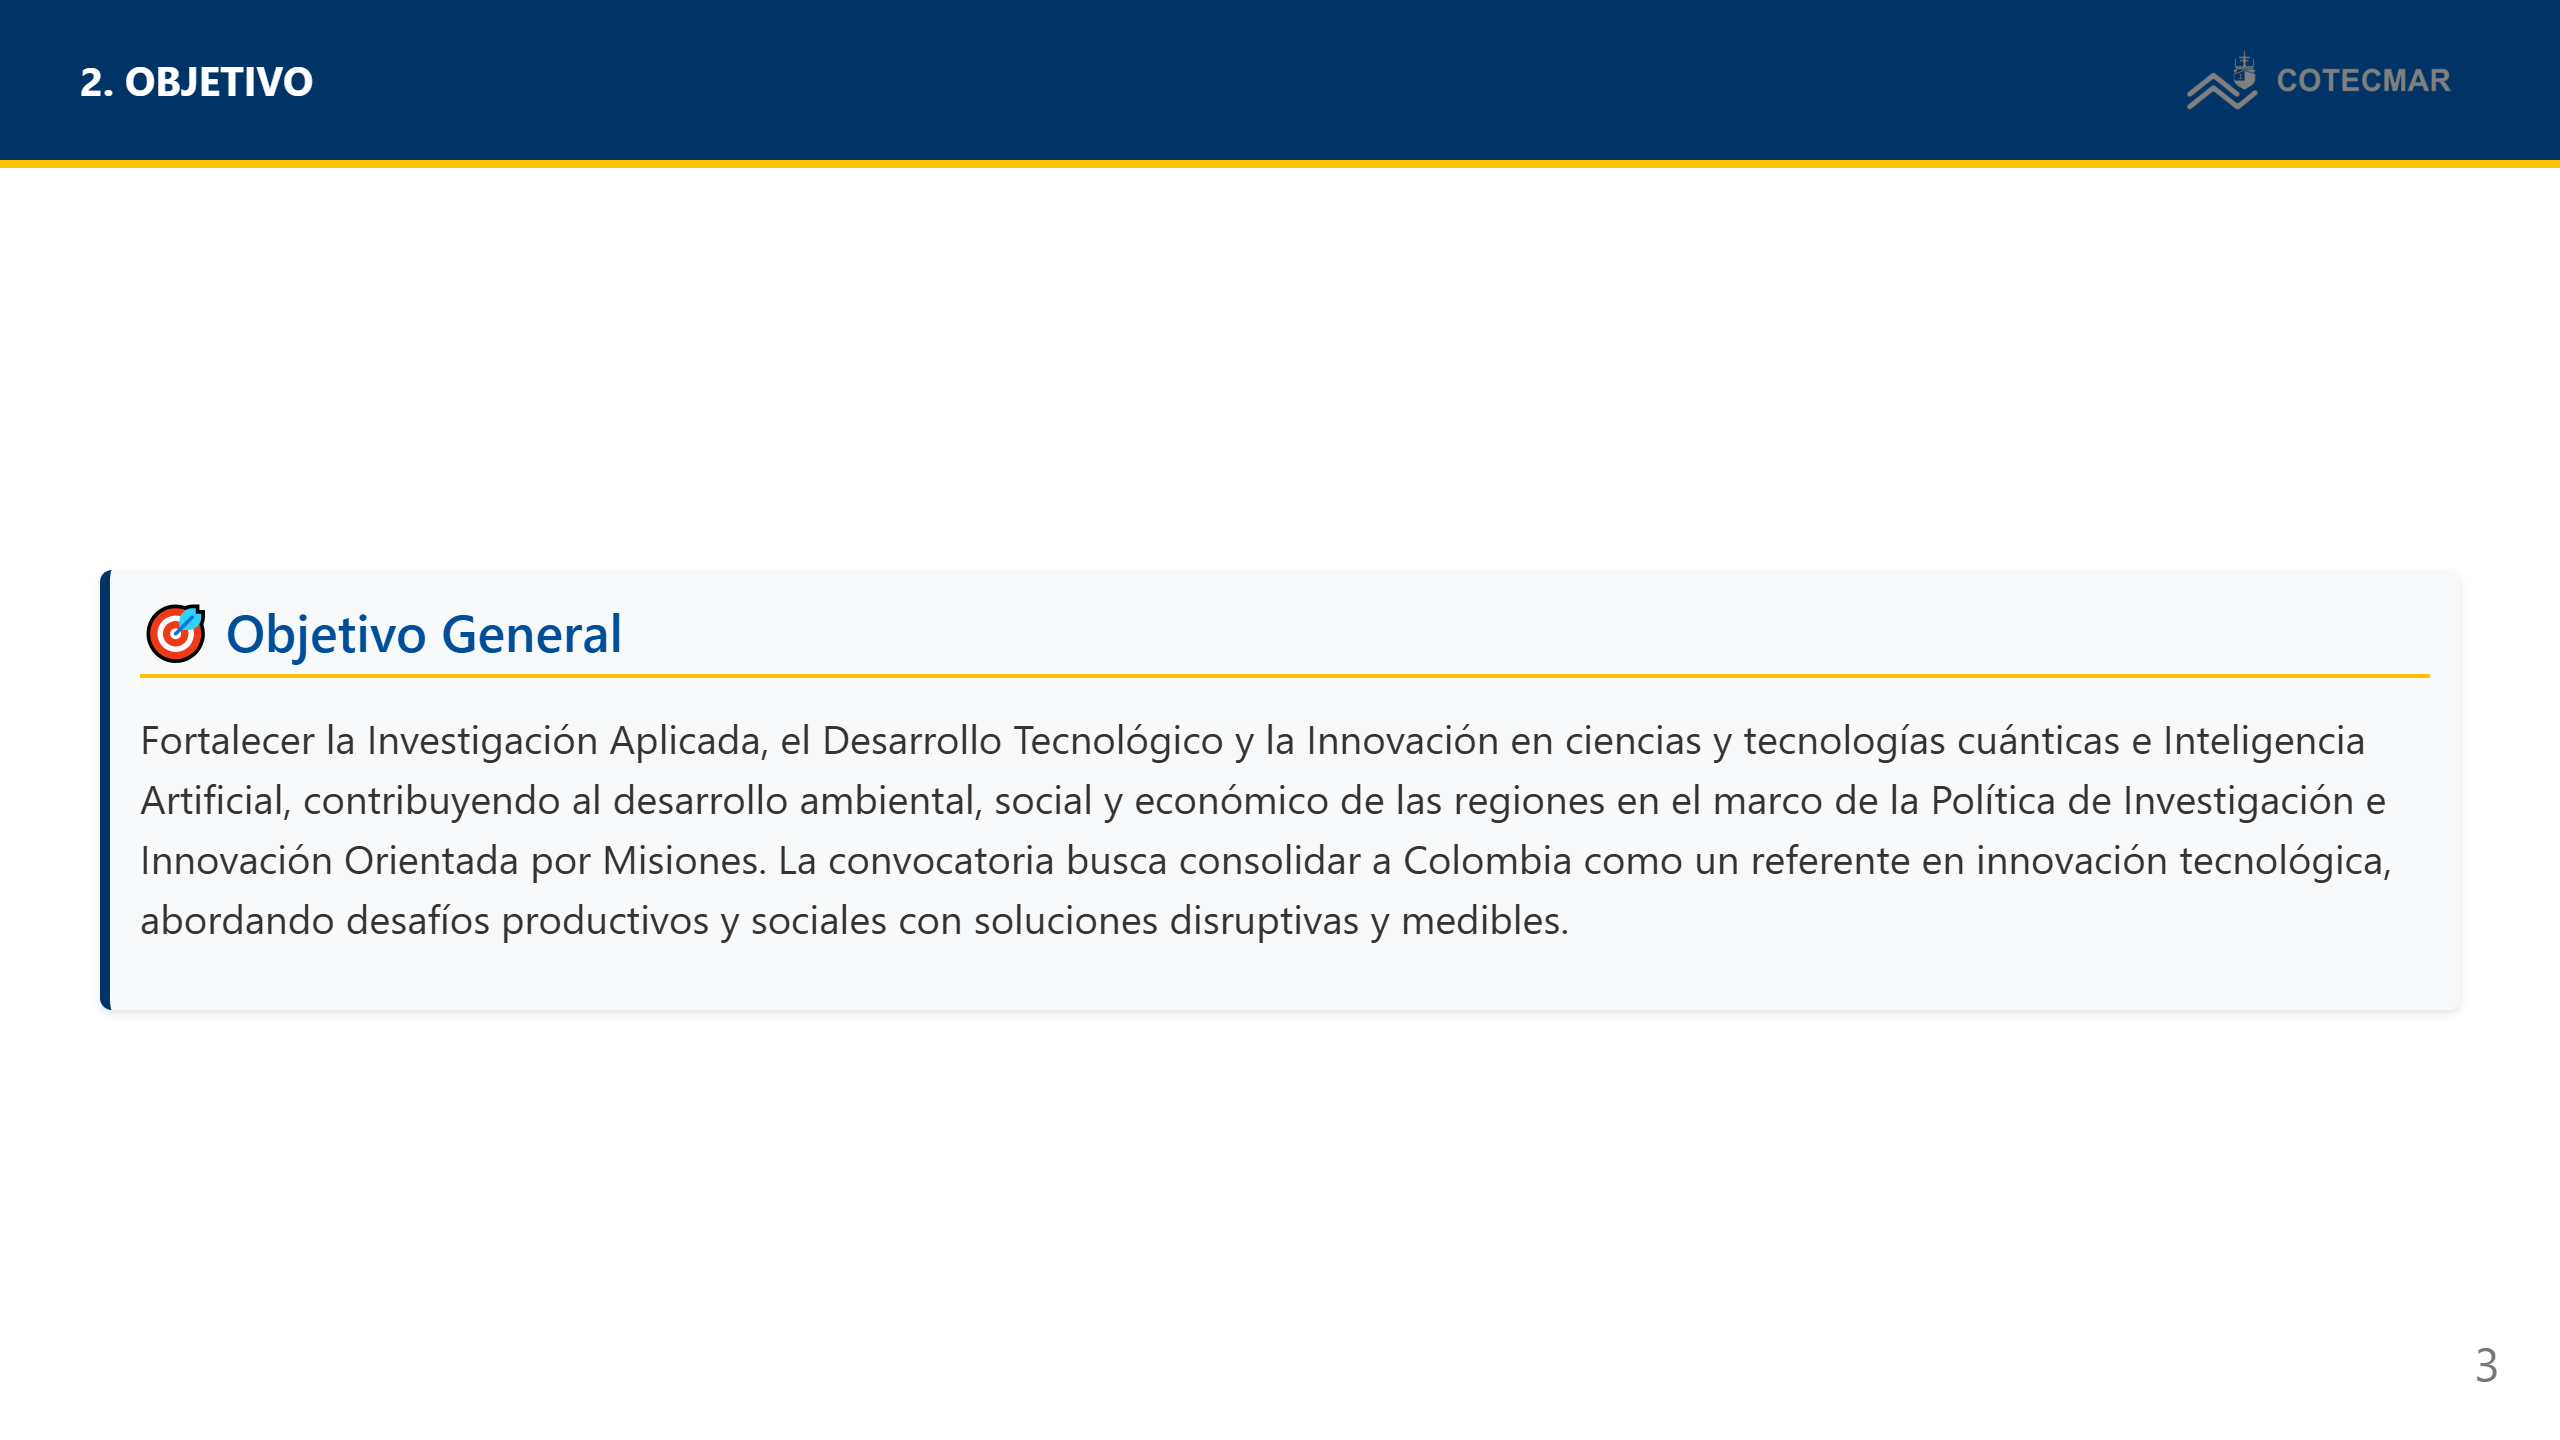 2. OBJETIVO
COTECMAR
Objetivo General
Fortalecer la Investigación Aplicada, el Desarrollo Tecnológico y la Innovación en ciencias y tecnologías cuánticas e Inteligencia
Artificial, contribuyendo al desarrollo ambiental, social y económico de las regiones en el marco de la Política de Investigación e
Innovación Orientada por Misiones. La convocatoria busca consolidar a Colombia como un referente en innovación tecnológica,
abordando desafíos productivos y sociales con soluciones disruptivas y medibles.
3